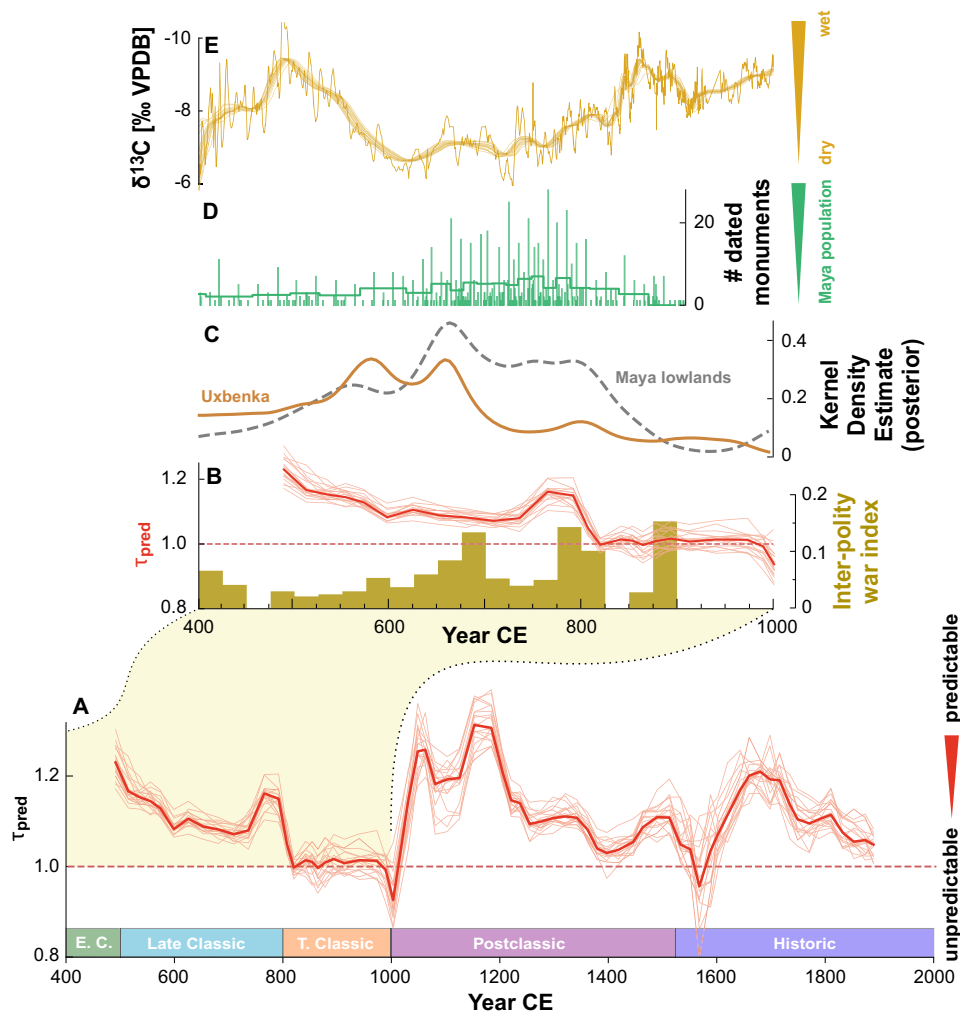 E
-10
-8
-6
δ13C [‰ VPDB]
wet
dry
D
20
0
# dated
monuments
Maya population
C
Uxbenka
Maya lowlands
0.4
0.2
0
Kernel
Density
Estimate
(posterior)
B
1.2
1.0
0.8
τpred
0.2
0.1
0
Inter-polity
war index
400
600
800
1000
Year CE
A
1.2
1.0
0.8
τpred
predictable
unpredictable
E. C.
Late Classic
T. Classic
Postclassic
Historic
400
600
800
1000
1200
1400
1600
1800
2000
Year CE